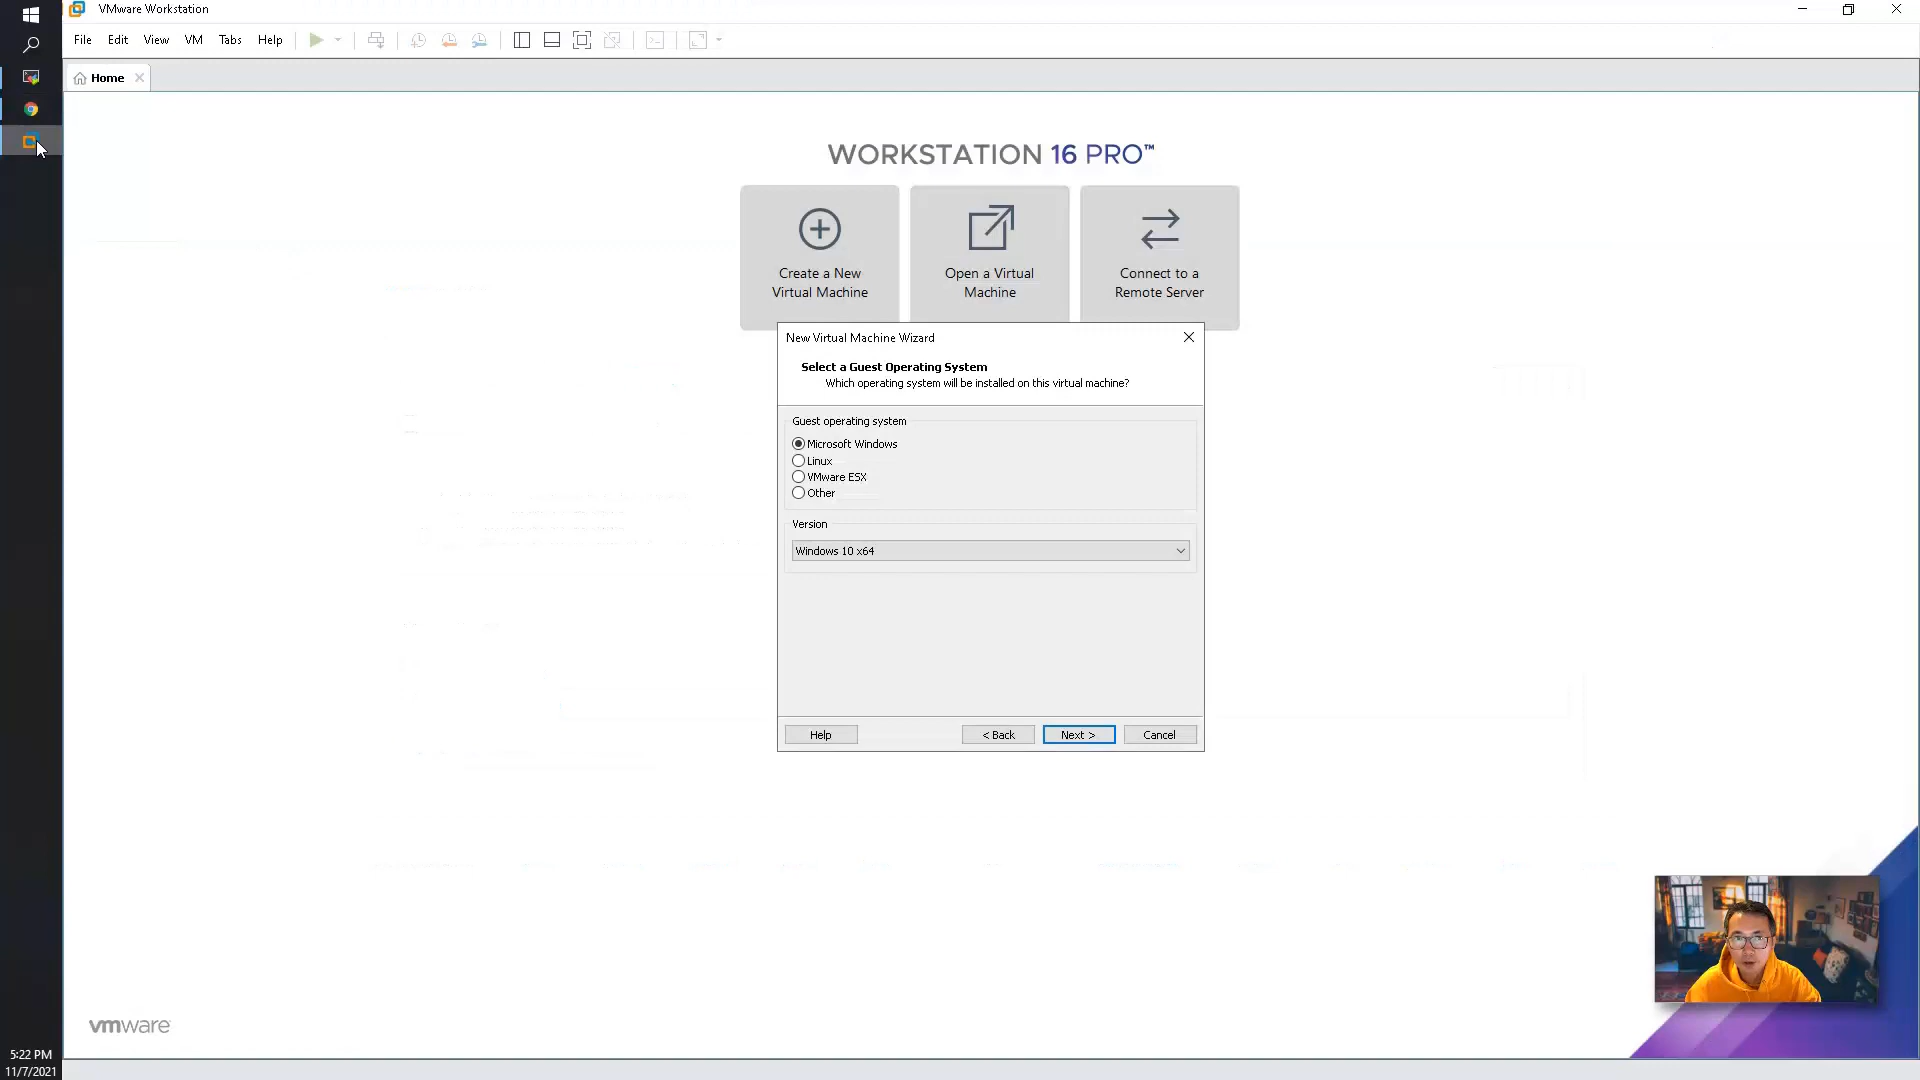 VMware Workstation
File Edit View VM Tabs Help
Home
WORKSTATION 16 PRO™
Create a New
Virtual Machine
Open a Virtual
Machine
Connect to a
Remote Server
New Virtual Machine Wizard
Select a Guest Operating System
Which operating system will be installed on this virtual machine?
Guest operating system
Microsoft Windows
Linux
VMware ESX
Other
Version
Windows 10 x64
Help < Back Next > Cancel
vmware
5:22 PM
11/7/2021